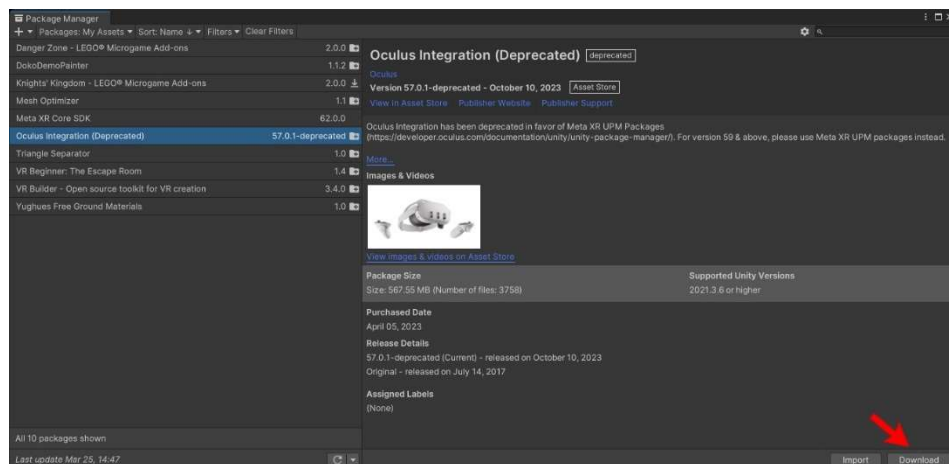 Package Manager
+ Packages: My Assets Sort: Name ↓ Filters Clear Filters
Danger Zone - LEGO® Microgame Add-ons 2.0.0
DokoDemoPainter 1.1.2
Knights' Kingdom - LEGO® Microgame Add-ons 2.0.0
Mesh Optimizer 1.1
Meta XR Core SDK 62.0.0
Oculus Integration (Deprecated) 57.0.1-deprecated
Triangle Separator 1.0
VR Beginner: The Escape Room 1.4
VR Builder - Open source toolkit for VR creation 3.4.0
Yughues Free Ground Materials 1.0
All 10 packages shown
Last update Mar 25, 14:47
Oculus Integration (Deprecated) deprecated
Oculus
Version 57.0.1-deprecated - October 10, 2023 Asset Store
View in Asset Store Publisher Website Publisher Support
Oculus Integration has been deprecated in favor of Meta XR UPM Packages
(https://developer.oculus.com/documentation/unity/unity-package-manager/). For version 59 & above, please use Meta XR UPM packages instead.
More...
Images & Videos
View images & videos on Asset Store
Package Size Supported Unity Versions
Size: 567.55 MB (Number of files: 3758) 2021.3.6 or higher
Purchased Date
April 05, 2023
Release Details
57.0.1-deprecated (Current) - released on October 10, 2023
Original - released on July 14, 2017
Assigned Labels
(None)
Import Download